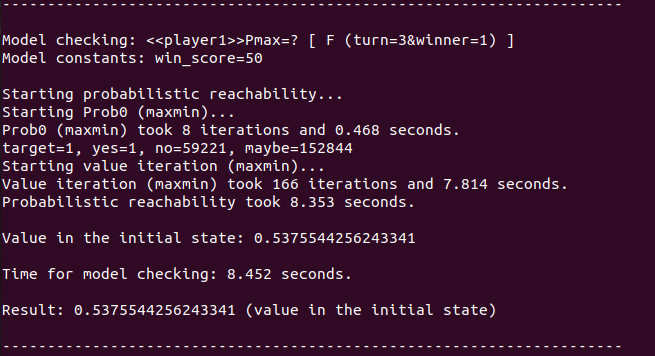 ---------------------------------------------------------------------
Model checking: <<player1>>Pmax=? [ F (turn=3&winner=1) ]
Model constants: win_score=50
Starting probabilistic reachability...
Starting Prob0 (maxmin)...
Prob0 (maxmin) took 8 iterations and 0.468 seconds.
target=1, yes=1, no=59221, maybe=152844
Starting value iteration (maxmin)...
Value iteration (maxmin) took 166 iterations and 7.814 seconds.
Probabilistic reachability took 8.353 seconds.
Value in the initial state: 0.5375544256243341
Time for model checking: 8.452 seconds.
Result: 0.5375544256243341 (value in the initial state)
---------------------------------------------------------------------